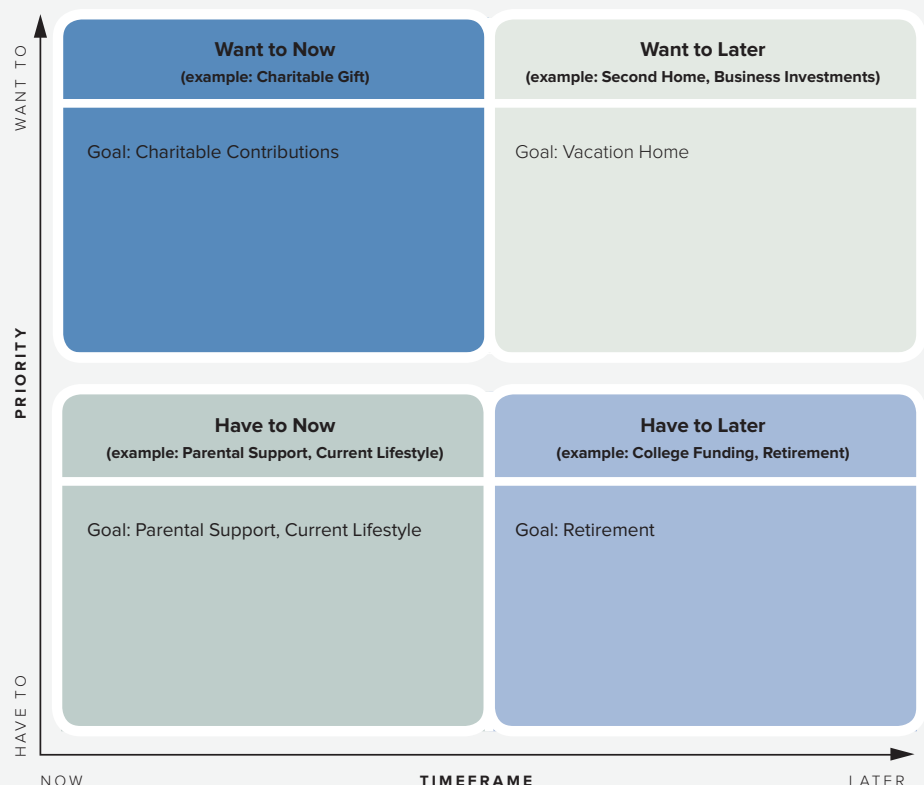 WANT TO
Want to Now
(example: Charitable Gift)
Goal: Charitable Contributions
Want to Later
(example: Second Home, Business Investments)
Goal: Vacation Home
PRIORITY
Have to Now
(example: Parental Support, Current Lifestyle)
Goal: Parental Support, Current Lifestyle
Have to Later
(example: College Funding, Retirement)
Goal: Retirement
HAVE TO
NOW
TIMEFRAME
LATER